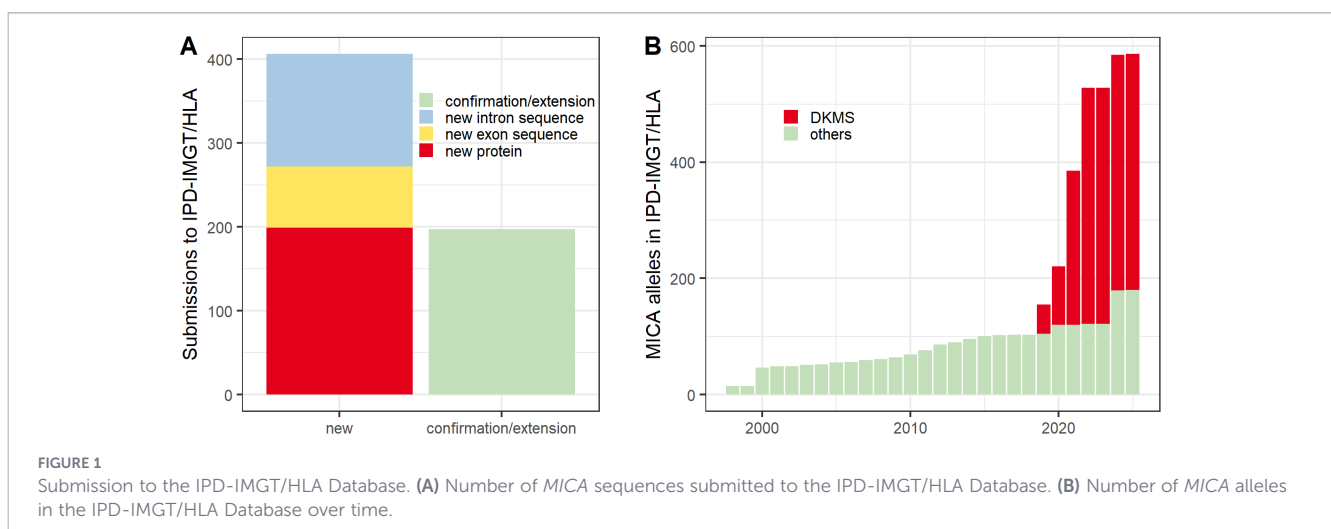 A
Submissions to IPD-IMGT/HLA
400
300
200
100
0
confirmation/extension
new intron sequence
new exon sequence
new protein
new
confirmation/extension
B
MICA alleles in IPD-IMGT/HLA
600
400
200
0
DKMS
others
2000
2010
2020
FIGURE 1
Submission to the IPD-IMGT/HLA Database. (A) Number of MICA sequences submitted to the IPD-IMGT/HLA Database. (B) Number of MICA alleles
in the IPD-IMGT/HLA Database over time.